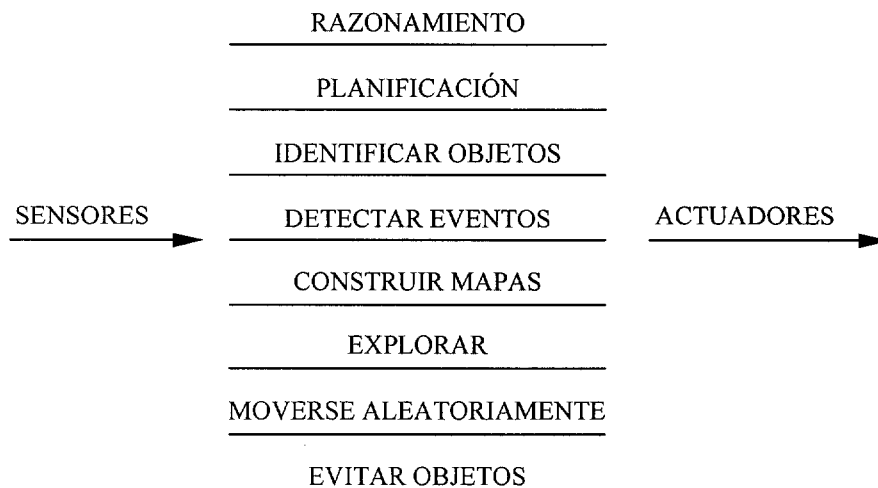 RAZONAMIENTO
PLANIFICACIÓN
IDENTIFICAR OBJETOS
SENSORES
DETECTAR EVENTOS
ACTUADORES
CONSTRUIR MAPAS
EXPLORAR
MOVERSE ALEATORIAMENTE
EVITAR OBJETOS